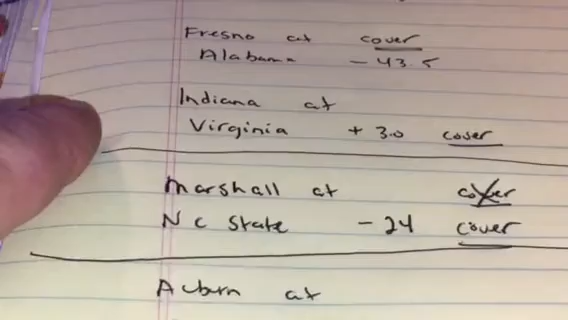 Fresno at cover
Alabama - 43.5
Indiana at
Virginia + 3.0 cover
Marshall at cover
NC State - 24 cover
Auburn at